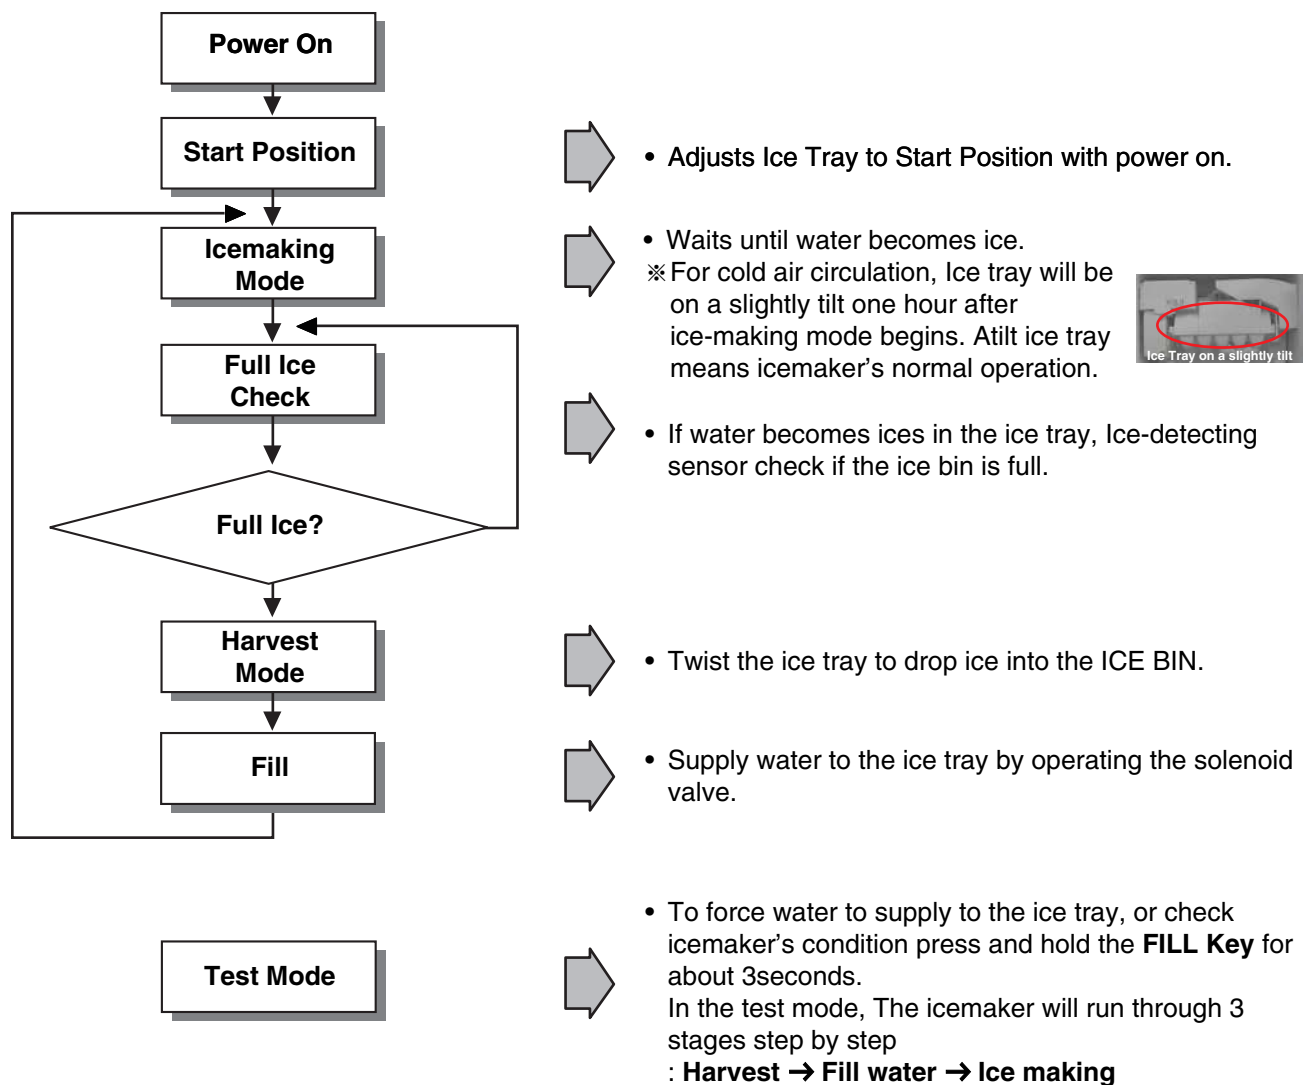 Power On
Start Position
• Adjusts Ice Tray to Start Position with power on.
Icemaking
Mode
• Waits until water becomes ice.
※For cold air circulation, Ice tray will be
on a slightly tilt one hour after
ice-making mode begins. Atilt ice tray
means icemaker's normal operation.
Ice Tray on a slightly tilt
Full Ice
Check
• If water becomes ices in the ice tray, Ice-detecting
sensor check if the ice bin is full.
Full Ice?
Harvest
Mode
• Twist the ice tray to drop ice into the ICE BIN.
Fill
• Supply water to the ice tray by operating the solenoid
valve.
Test Mode
• To force water to supply to the ice tray, or check
icemaker's condition press and hold the FILL Key for
about 3seconds.
In the test mode, The icemaker will run through 3
stages step by step
: Harvest → Fill water → Ice making